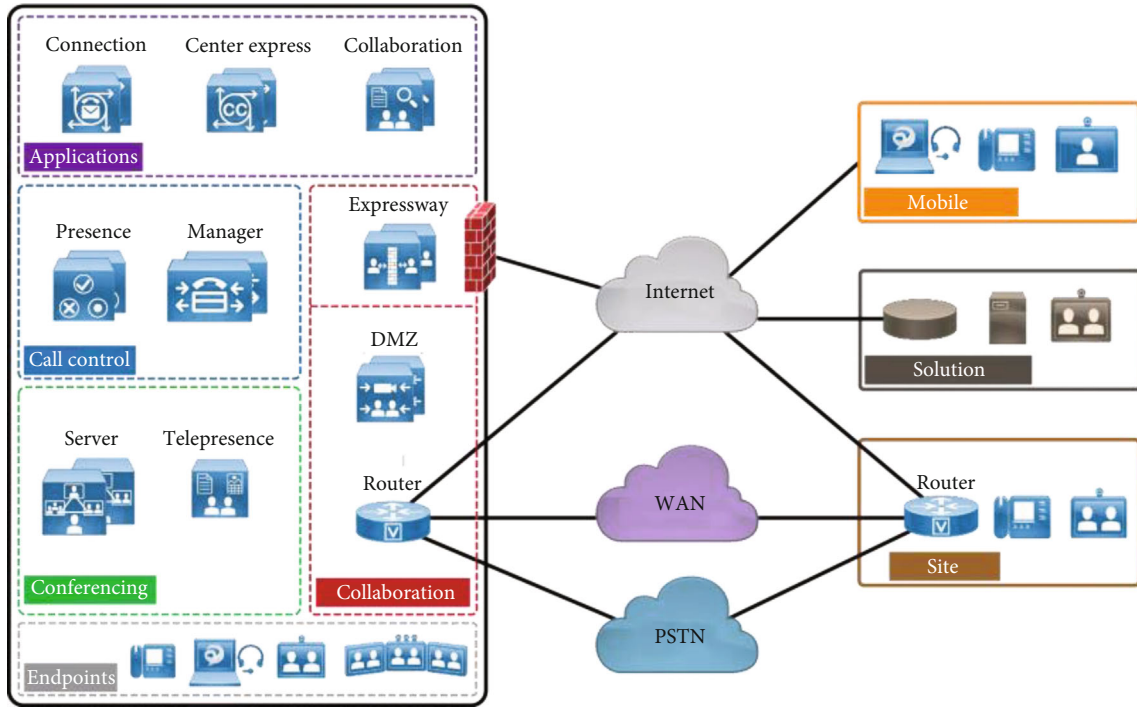 Connection
Center express
Collaboration
CC
Applications
Presence
Manager
Call control
Expressway
DMZ
Server
Telepresence
Router
V
Conferencing
Collaboration
Endpoints
Internet
WAN
PSTN
Mobile
Solution
Router
V
Site